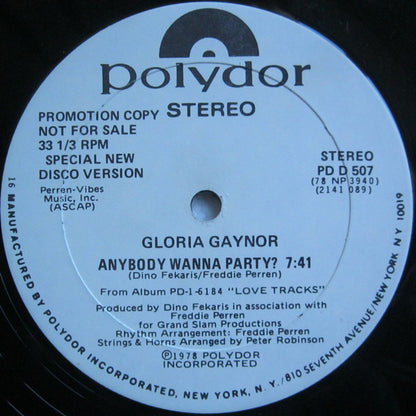 polydor
PROMOTION COPY STEREO
NOT FOR SALE
33 1/3 RPM
SPECIAL NEW
DISCO VERSION
Perren-Vibes
Music, Inc.
(ASCAP)
STEREO
PD D 507
(78 NP 3940)
(2141 089)
GLORIA GAYNOR
ANYBODY WANNA PARTY? 7:41
(Dino Fekaris/Freddie Perren)
From Album PD-1-6184 "LOVE TRACKS"
Produced by Dino Fekaris in association with
Freddie Perren
for Grand Slam Productions
Rhythm Arrangement: Freddie Perren
Strings & Horns Arranged by Peter Robinson
Ⓟ1978 POLYDOR
INCORPORATED
16 MANUFACTURED BY POLYDOR INCORPORATED, NEW YORK, N.Y./810 SEVENTH AVENUE/NEW YORK NY 10019